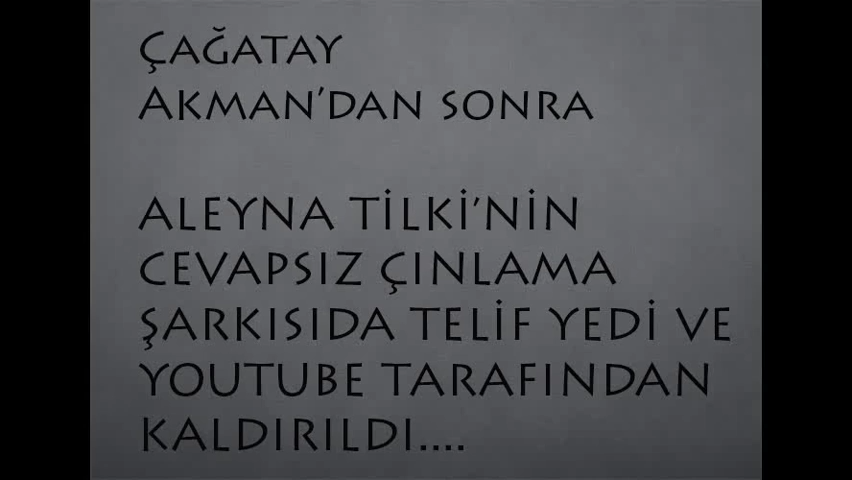 ÇAĞATAY
AKMAN'DAN SONRA
ALEYNA TİLKİ'NİN
CEVAPSIZ ÇINLAMA
ŞARKISIDA TELİF YEDİ VE
YOUTUBE TARAFINDAN
KALDIRILDI....